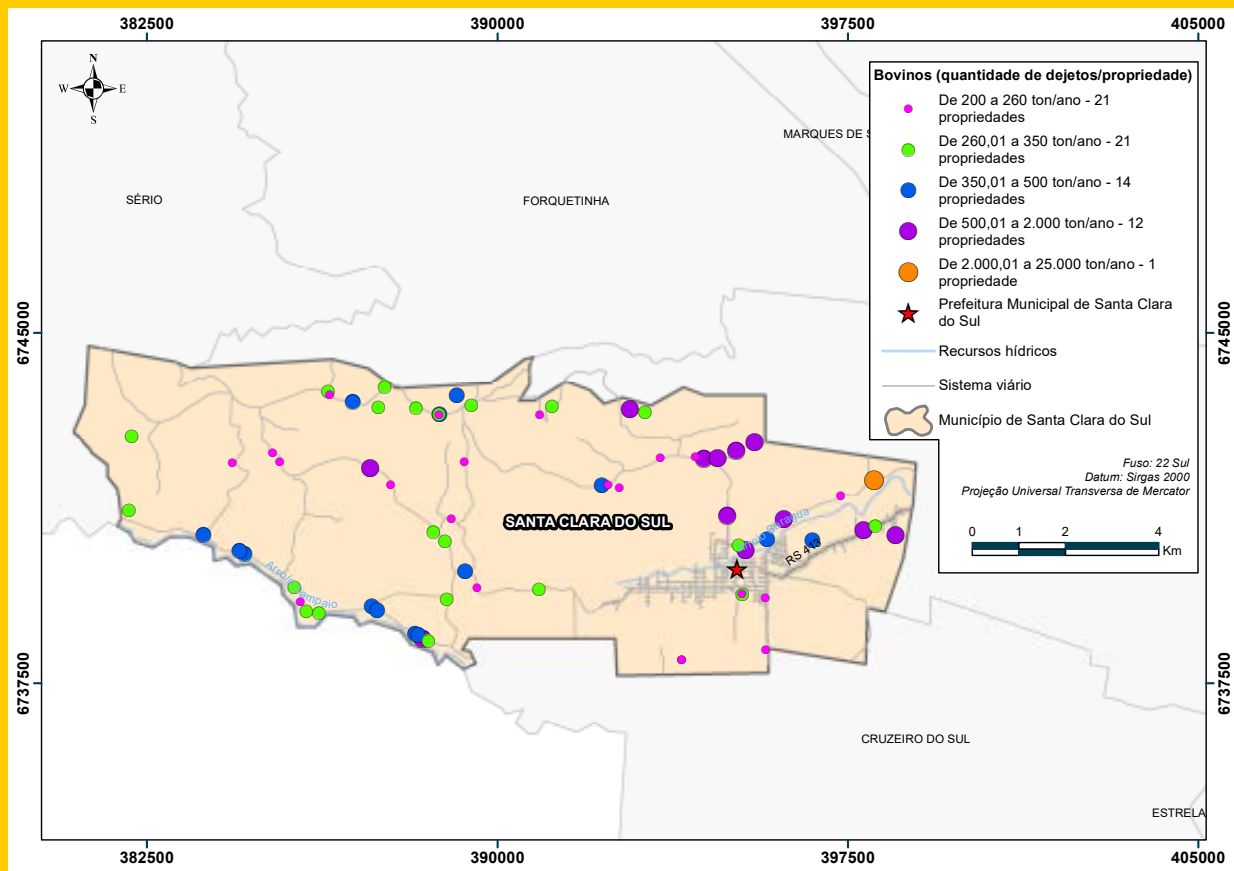 382500
390000
397500
405000
N
W
E
S
Bovinos (quantidade de dejetos/propriedade)
De 200 a 260 ton/ano - 21
propriedades
De 260,01 a 350 ton/ano - 21
propriedades
De 350,01 a 500 ton/ano - 14
propriedades
De 500,01 a 2.000 ton/ano - 12
propriedades
De 2.000,01 a 25.000 ton/ano - 1
propriedade
Prefeitura Municipal de Santa Clara
do Sul
Recursos hídricos
Sistema viário
Município de Santa Clara do Sul
Fuso: 22 Sul
Datum: Sirgas 2000
Projeção Universal Transversa de Mercator
0 1 2 4
Km
MARQUES DE S
SÉRIO
FORQUETINHA
6745000
6745000
SANTA CLARA DO SUL
RS 413
Arroio
6737500
6737500
CRUZEIRO DO SUL
ESTRELA
382500
390000
397500
405000